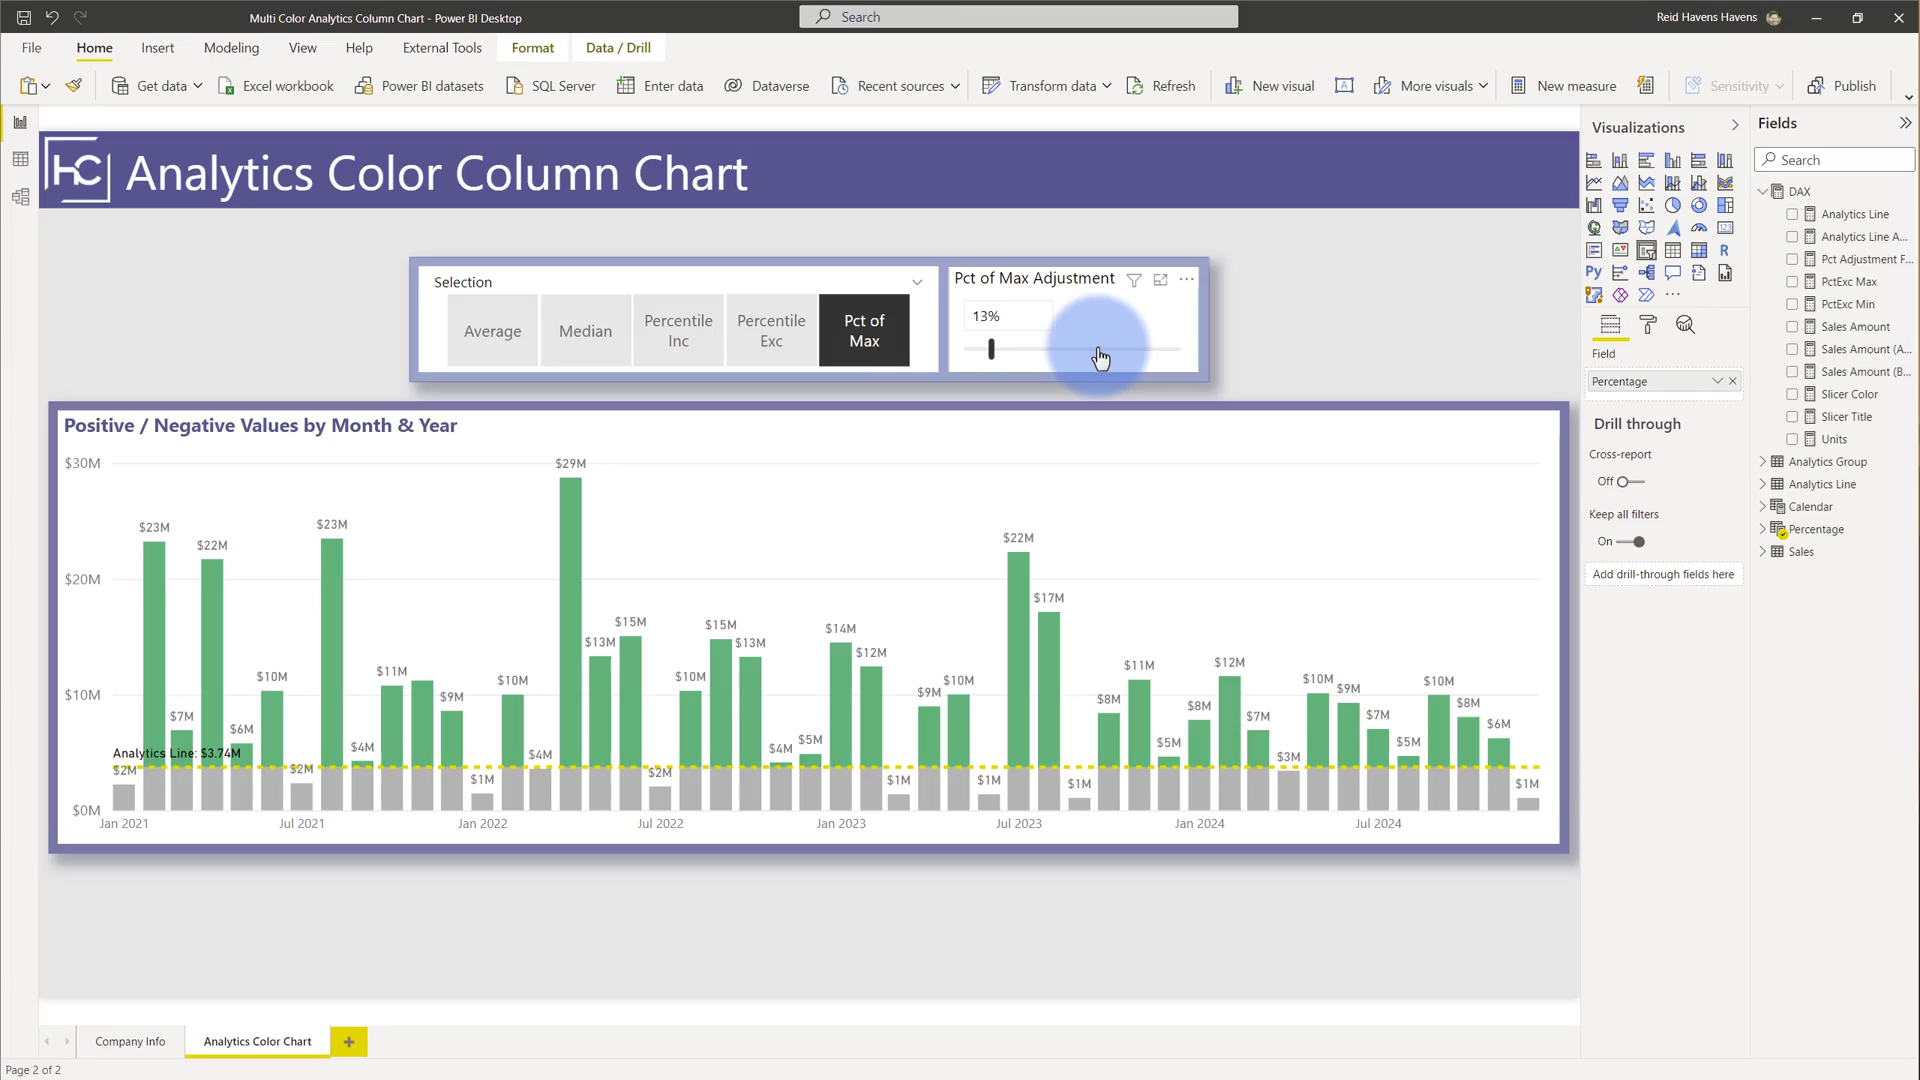 Multi Color Analytics Column Chart - Power BI Desktop
Search
Reid Havens Havens
File Home Insert Modeling View Help External Tools Format Data / Drill
Get data Excel workbook Power BI datasets SQL Server Enter data Dataverse Recent sources Transform data Refresh New visual More visuals New measure Sensitivity Publish
HC Analytics Color Column Chart
Selection
Average
Median
Percentile
Inc
Percentile
Exc
Pct of
Max
Pct of Max Adjustment
13%
Positive / Negative Values by Month & Year
$30M
$20M
$10M
$0M
$2M
$23M
$7M
$22M
$6M
$10M
$2M
$23M
$4M
$11M
$9M
$1M
$10M
$4M
$29M
$13M
$15M
$2M
$10M
$15M
$13M
$4M
$5M
$14M
$12M
$1M
$9M
$10M
$1M
$22M
$17M
$1M
$8M
$11M
$5M
$8M
$12M
$7M
$3M
$10M
$9M
$7M
$5M
$10M
$8M
$6M
$1M
Analytics Line: $3.74M
Jan 2021 Jul 2021 Jan 2022 Jul 2022 Jan 2023 Jul 2023 Jan 2024 Jul 2024
Visualizations
123
R
Py
Field
Percentage
Drill through
Cross-report
Off
Keep all filters
On
Add drill-through fields here
Fields
Search
DAX
Analytics Line
Analytics Line A...
Pct Adjustment F...
PctExc Max
PctExc Min
Sales Amount
Sales Amount (A...
Sales Amount (B...
Slicer Color
Slicer Title
Units
Analytics Group
Analytics Line
Calendar
Percentage
Sales
Company Info
Analytics Color Chart
Page 2 of 2